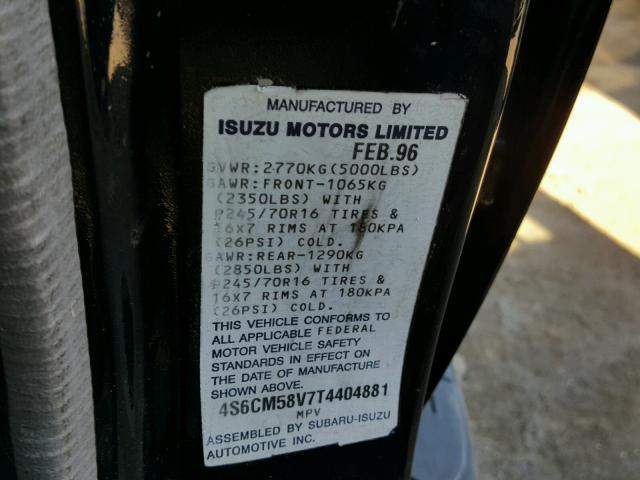 MANUFACTURED BY
ISUZU MOTORS LIMITED
FEB.96
GVWR:2770KG(5000LBS)
GAWR:FRONT-1065KG
(2350LBS) WITH
P245/70R16 TIRES &
16X7 RIMS AT 180KPA
(26PSI) COLD.
GAWR:REAR-1290KG
(2850LBS) WITH
P245/70R16 TIRES &
16X7 RIMS AT 180KPA
(26PSI) COLD.
THIS VEHICLE CONFORMS TO
ALL APPLICABLE FEDERAL
MOTOR VEHICLE SAFETY
STANDARDS IN EFFECT ON
THE DATE OF MANUFACTURE
SHOWN ABOVE.
4S6CM58V7T4404881
MPV
ASSEMBLED BY SUBARU-ISUZU
AUTOMOTIVE INC.